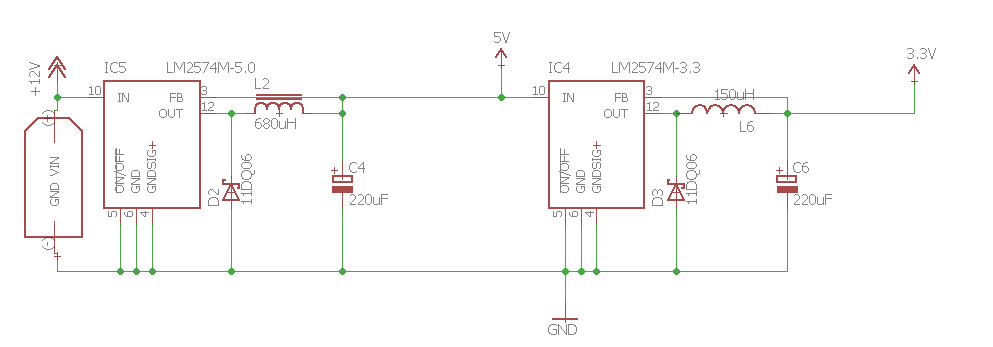 5V
3.3V
+12V
IC5 LM2574M-5.0
IC4 LM2574M-3.3
L2
10 IN FB 3
OUT 12
680uH
10 IN FB 3
OUT 12
150uH
L6
GND VIN
ON/OFF
GND
GNDSIG+
5 6 4
D2 11DQ06
+ C4
220uF
ON/OFF
GND
GNDSIG+
5 6 4
D3 11DQ06
+ C6
220uF
GND